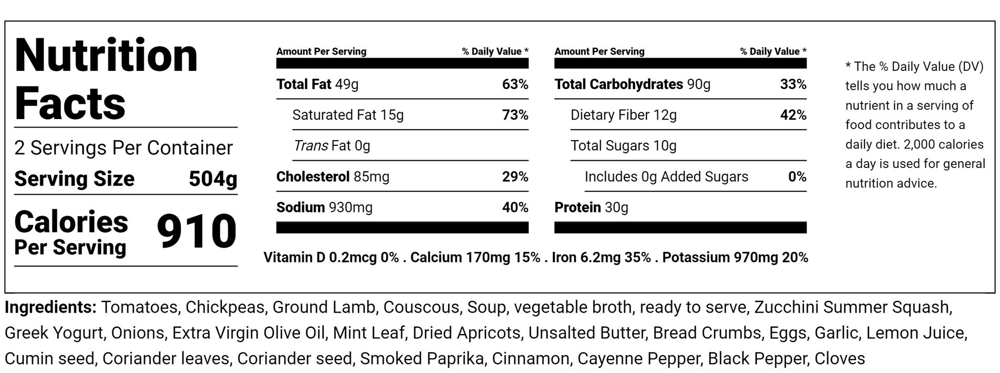 Nutrition
Facts
2 Servings Per Container
Serving Size 504g
Calories
Per Serving 910
Amount Per Serving % Daily Value *
Total Fat 49g 63%
Saturated Fat 15g 73%
Trans Fat 0g
Cholesterol 85mg 29%
Sodium 930mg 40%
Amount Per Serving % Daily Value *
Total Carbohydrates 90g 33%
Dietary Fiber 12g 42%
Total Sugars 10g
Includes 0g Added Sugars 0%
Protein 30g
Vitamin D 0.2mcg 0% . Calcium 170mg 15% . Iron 6.2mg 35% . Potassium 970mg 20%
* The % Daily Value (DV)
tells you how much a
nutrient in a serving of
food contributes to a
daily diet. 2,000 calories
a day is used for general
nutrition advice.
Ingredients: Tomatoes, Chickpeas, Ground Lamb, Couscous, Soup, vegetable broth, ready to serve, Zucchini Summer Squash,
Greek Yogurt, Onions, Extra Virgin Olive Oil, Mint Leaf, Dried Apricots, Unsalted Butter, Bread Crumbs, Eggs, Garlic, Lemon Juice,
Cumin seed, Coriander leaves, Coriander seed, Smoked Paprika, Cinnamon, Cayenne Pepper, Black Pepper, Cloves